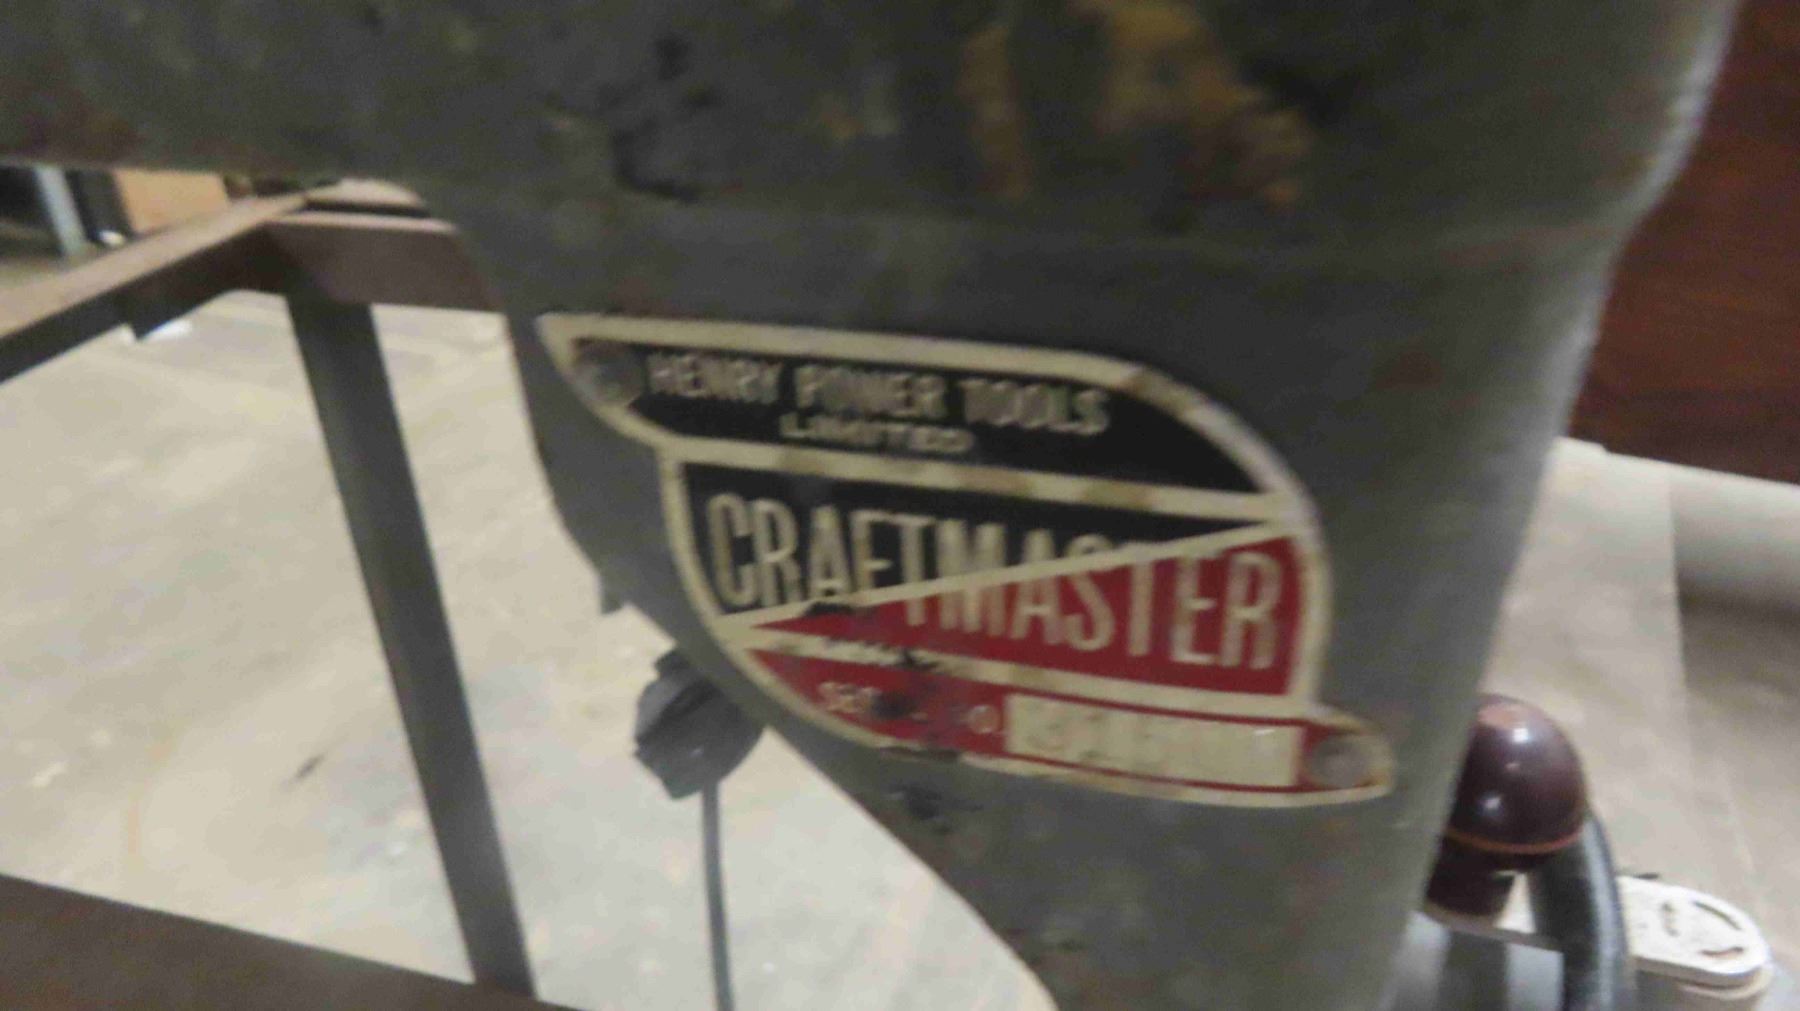 HENRY POWER TOOLS
LIMITED
CRAFTMASTER